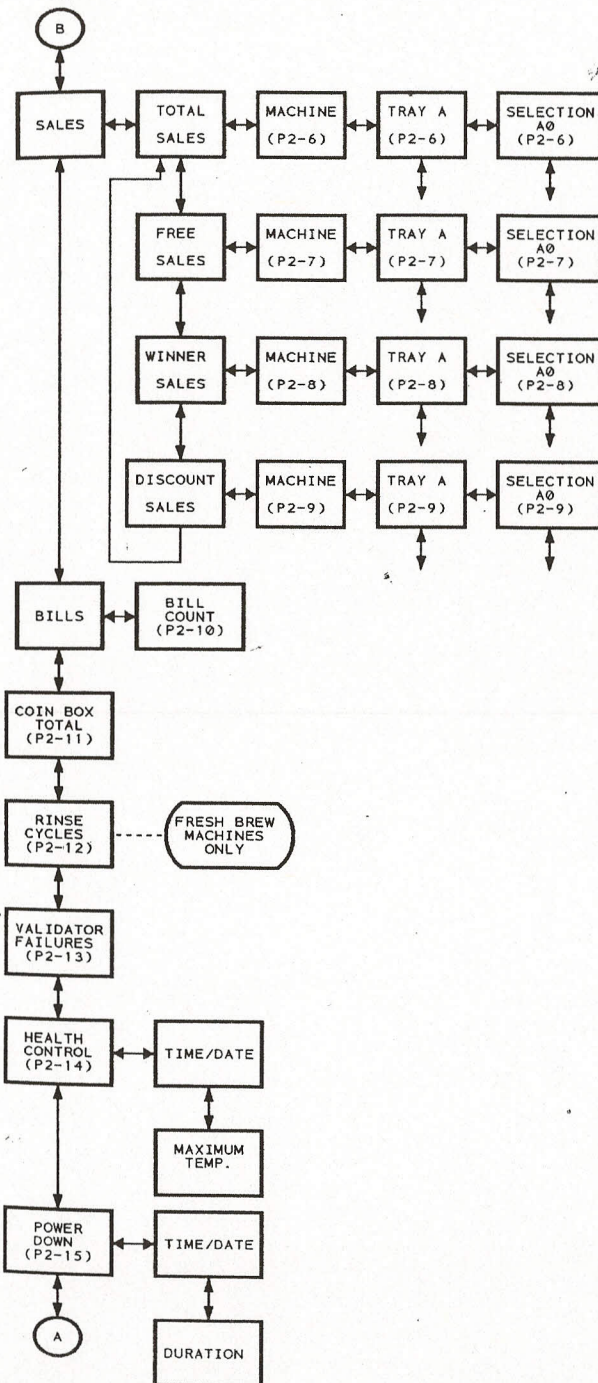 B
SALES
TOTAL
SALES
MACHINE
(P2-6)
TRAY A
(P2-6)
SELECTION
A0
(P2-6)
FREE
SALES
MACHINE
(P2-7)
TRAY A
(P2-7)
SELECTION
A0
(P2-7)
WINNER
SALES
MACHINE
(P2-8)
TRAY A
(P2-8)
SELECTION
A0
(P2-8)
DISCOUNT
SALES
MACHINE
(P2-9)
TRAY A
(P2-9)
SELECTION
A0
(P2-9)
BILLS
BILL
COUNT
(P2-10)
COIN BOX
TOTAL
(P2-11)
RINSE
CYCLES
(P2-12)
FRESH BREW
MACHINES
ONLY
VALIDATOR
FAILURES
(P2-13)
HEALTH
CONTROL
(P2-14)
TIME/DATE
MAXIMUM
TEMP.
POWER
DOWN
(P2-15)
TIME/DATE
A
DURATION